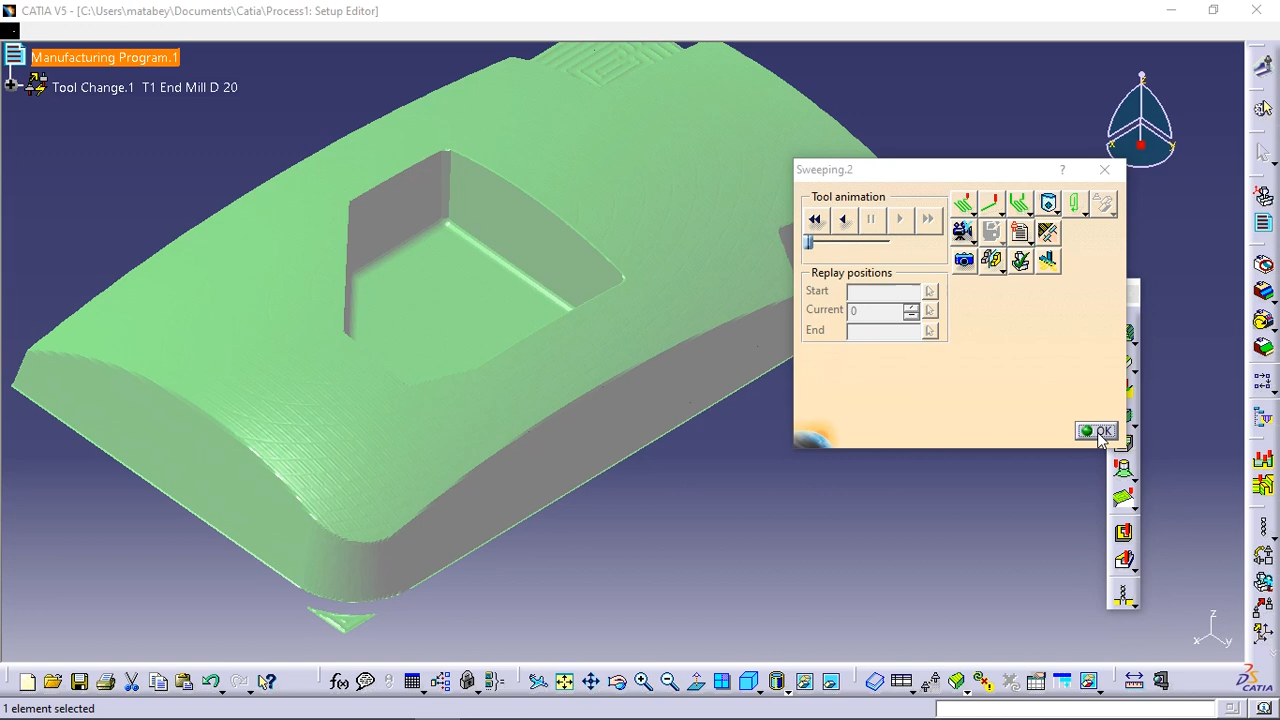 CATIA V5 - [C:\Users\matabey\Documents\Catia\Process1: Setup Editor]
Manufacturing Program.1
Tool Change.1 T1 End Mill D 20
Sweeping.2
?
Tool animation
Replay positions
Start
Current 0
End
OK
z
x
y
z
x
y
f(x)
CATIA
1 element selected